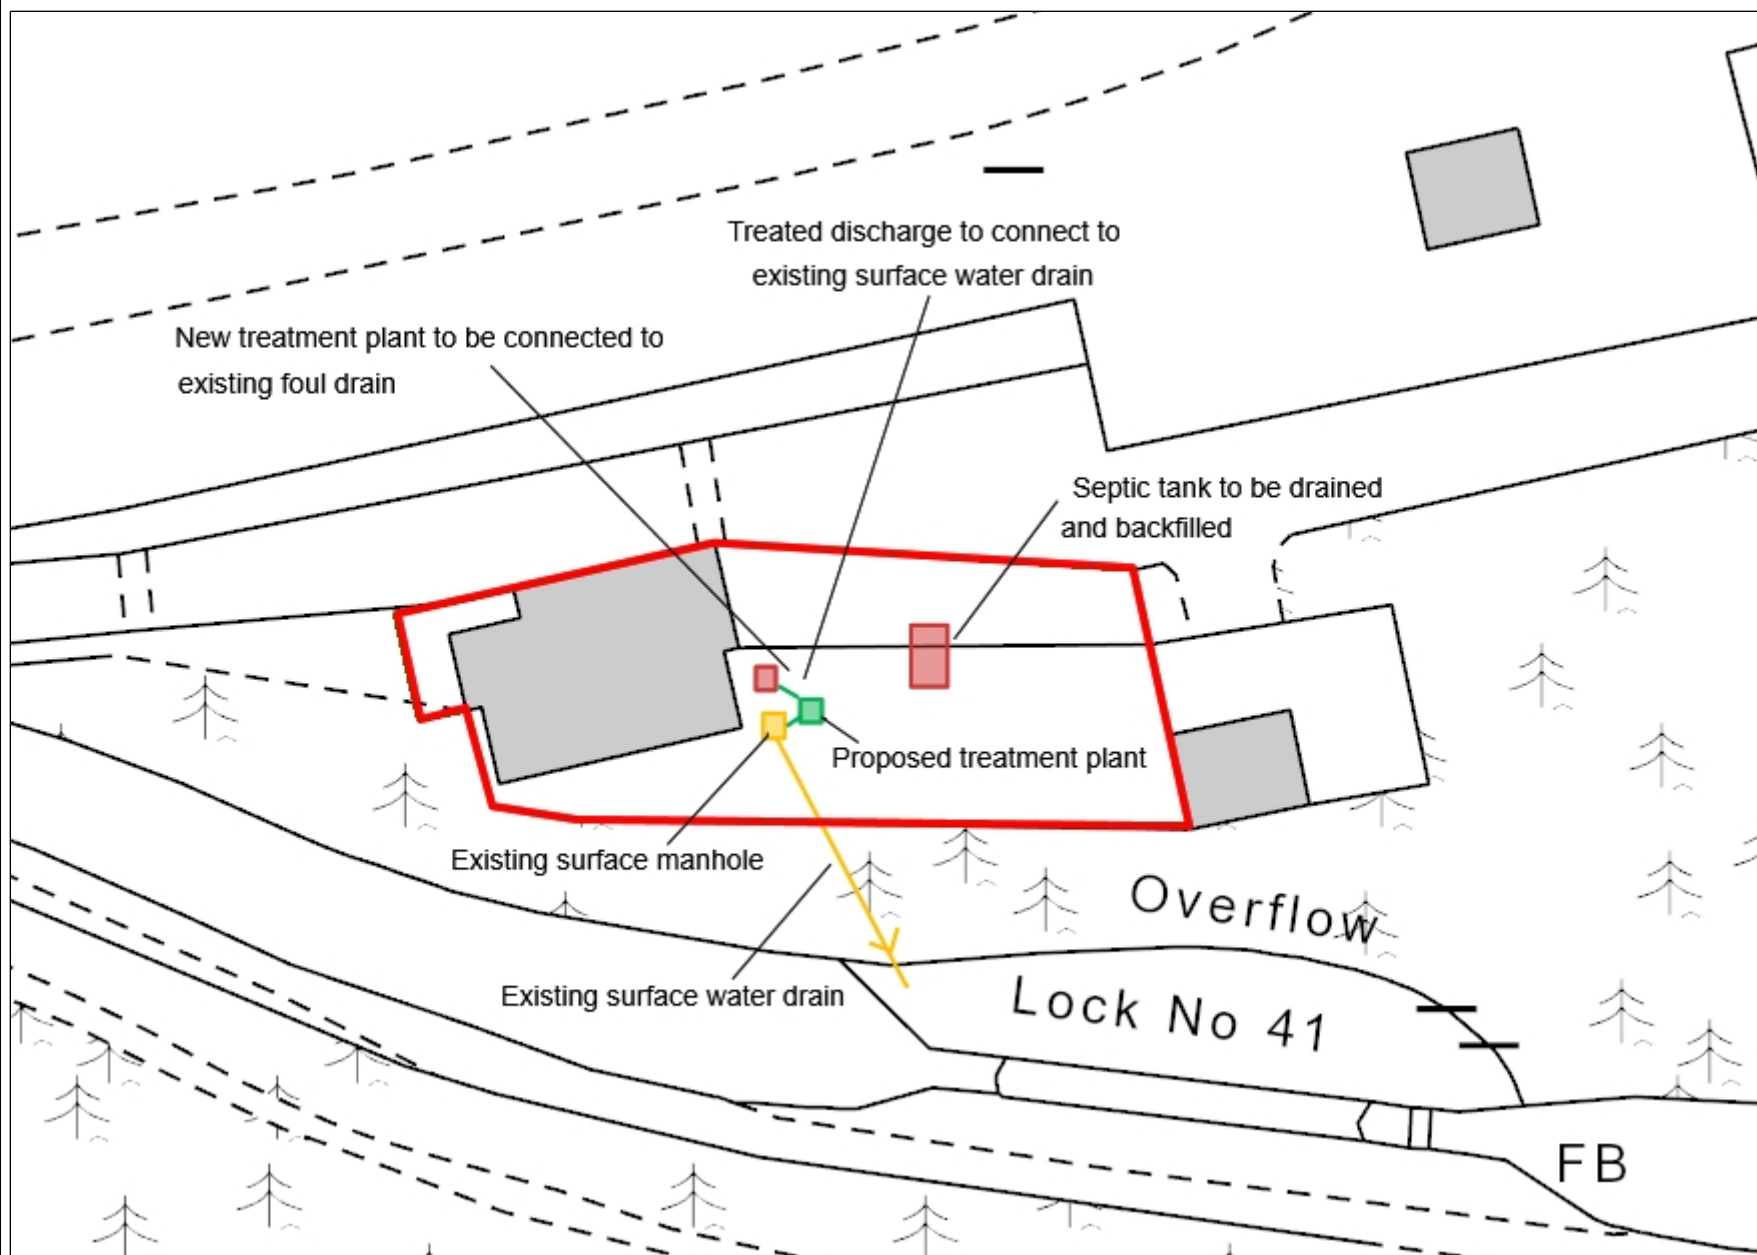 Treated discharge to connect to
existing surface water drain
New treatment plant to be connected to
existing foul drain
Septic tank to be drained
and backfilled
Proposed treatment plant
Existing surface manhole
Overflow
Existing surface water drain
Lock No 41
FB